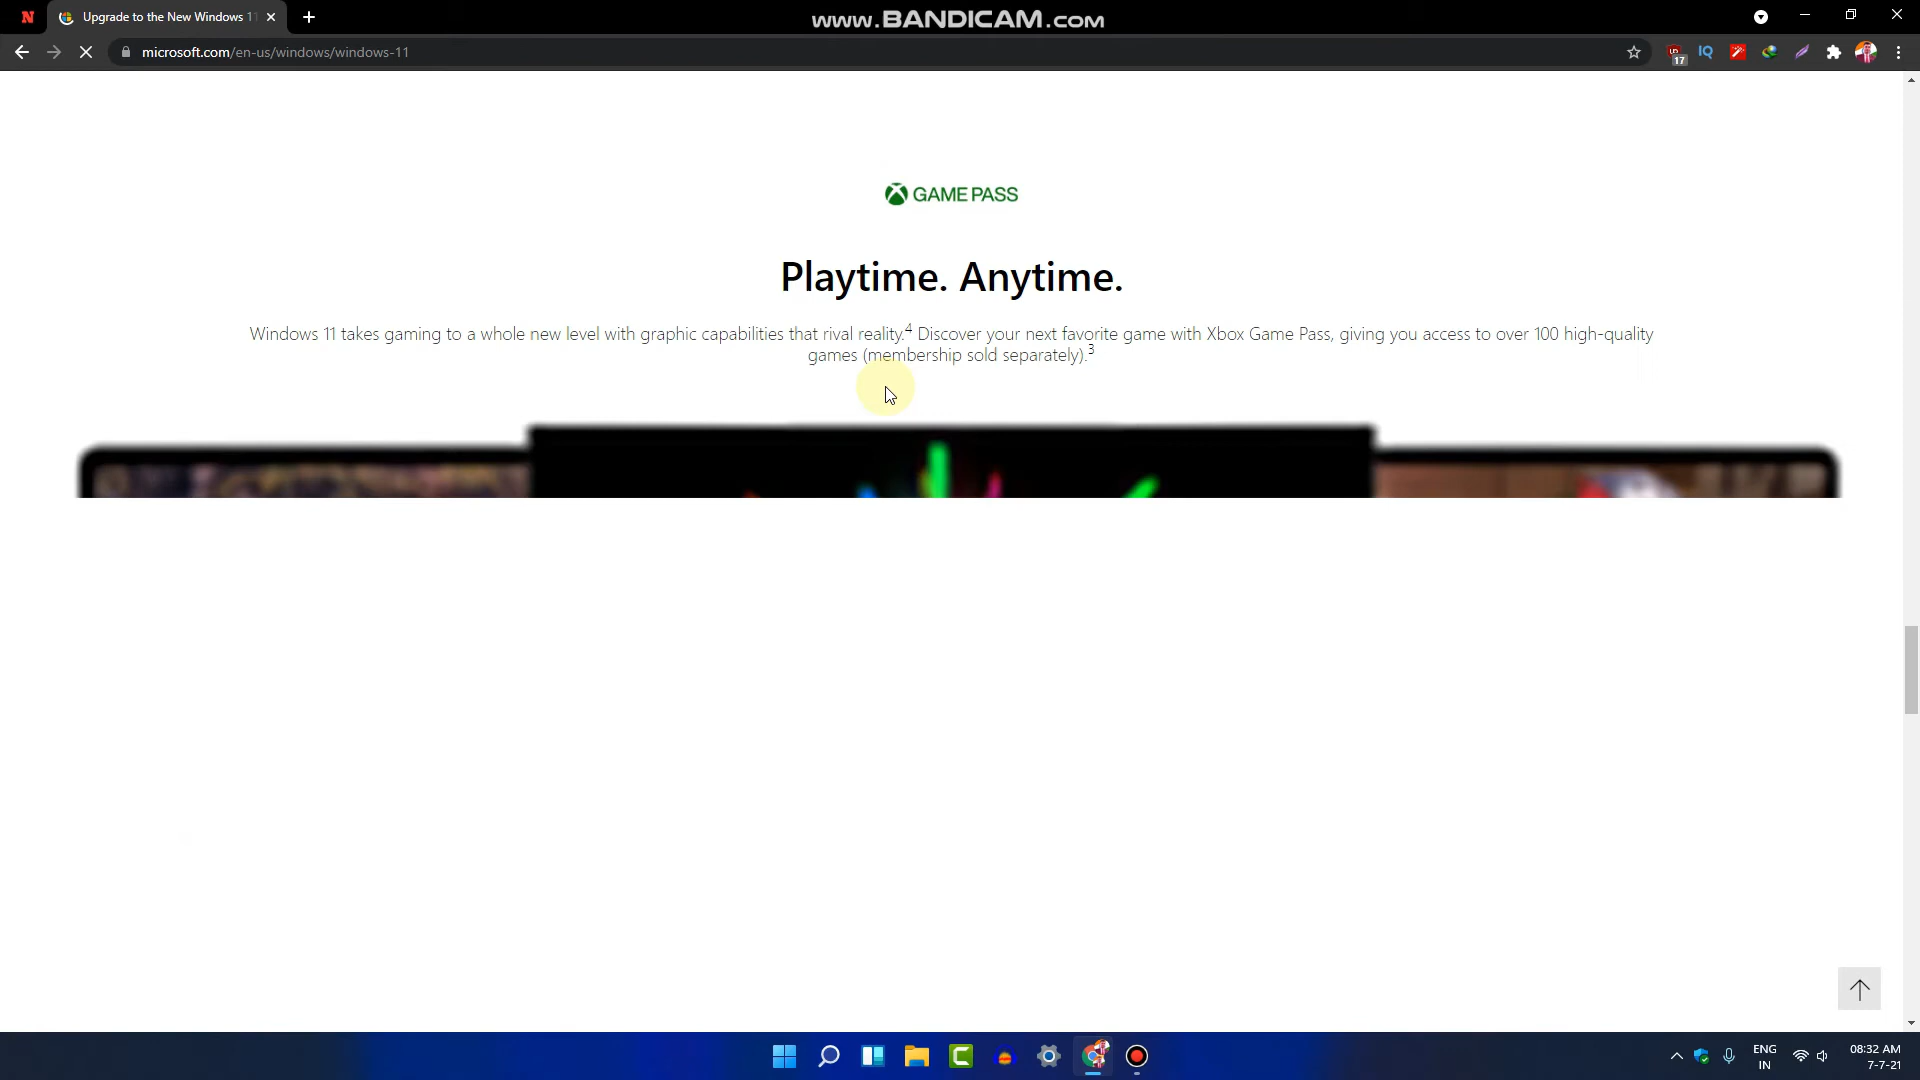 N
Upgrade to the New Windows 11
www.BANDICAM.com
microsoft.com/en-us/windows/windows-11
17
IQ
GAME PASS
Playtime. Anytime.
Windows 11 takes gaming to a whole new level with graphic capabilities that rival reality.4 Discover your next favorite game with Xbox Game Pass, giving you access to over 100 high-quality
games (membership sold separately).3
ENG
IN
08:32 AM
7-7-21